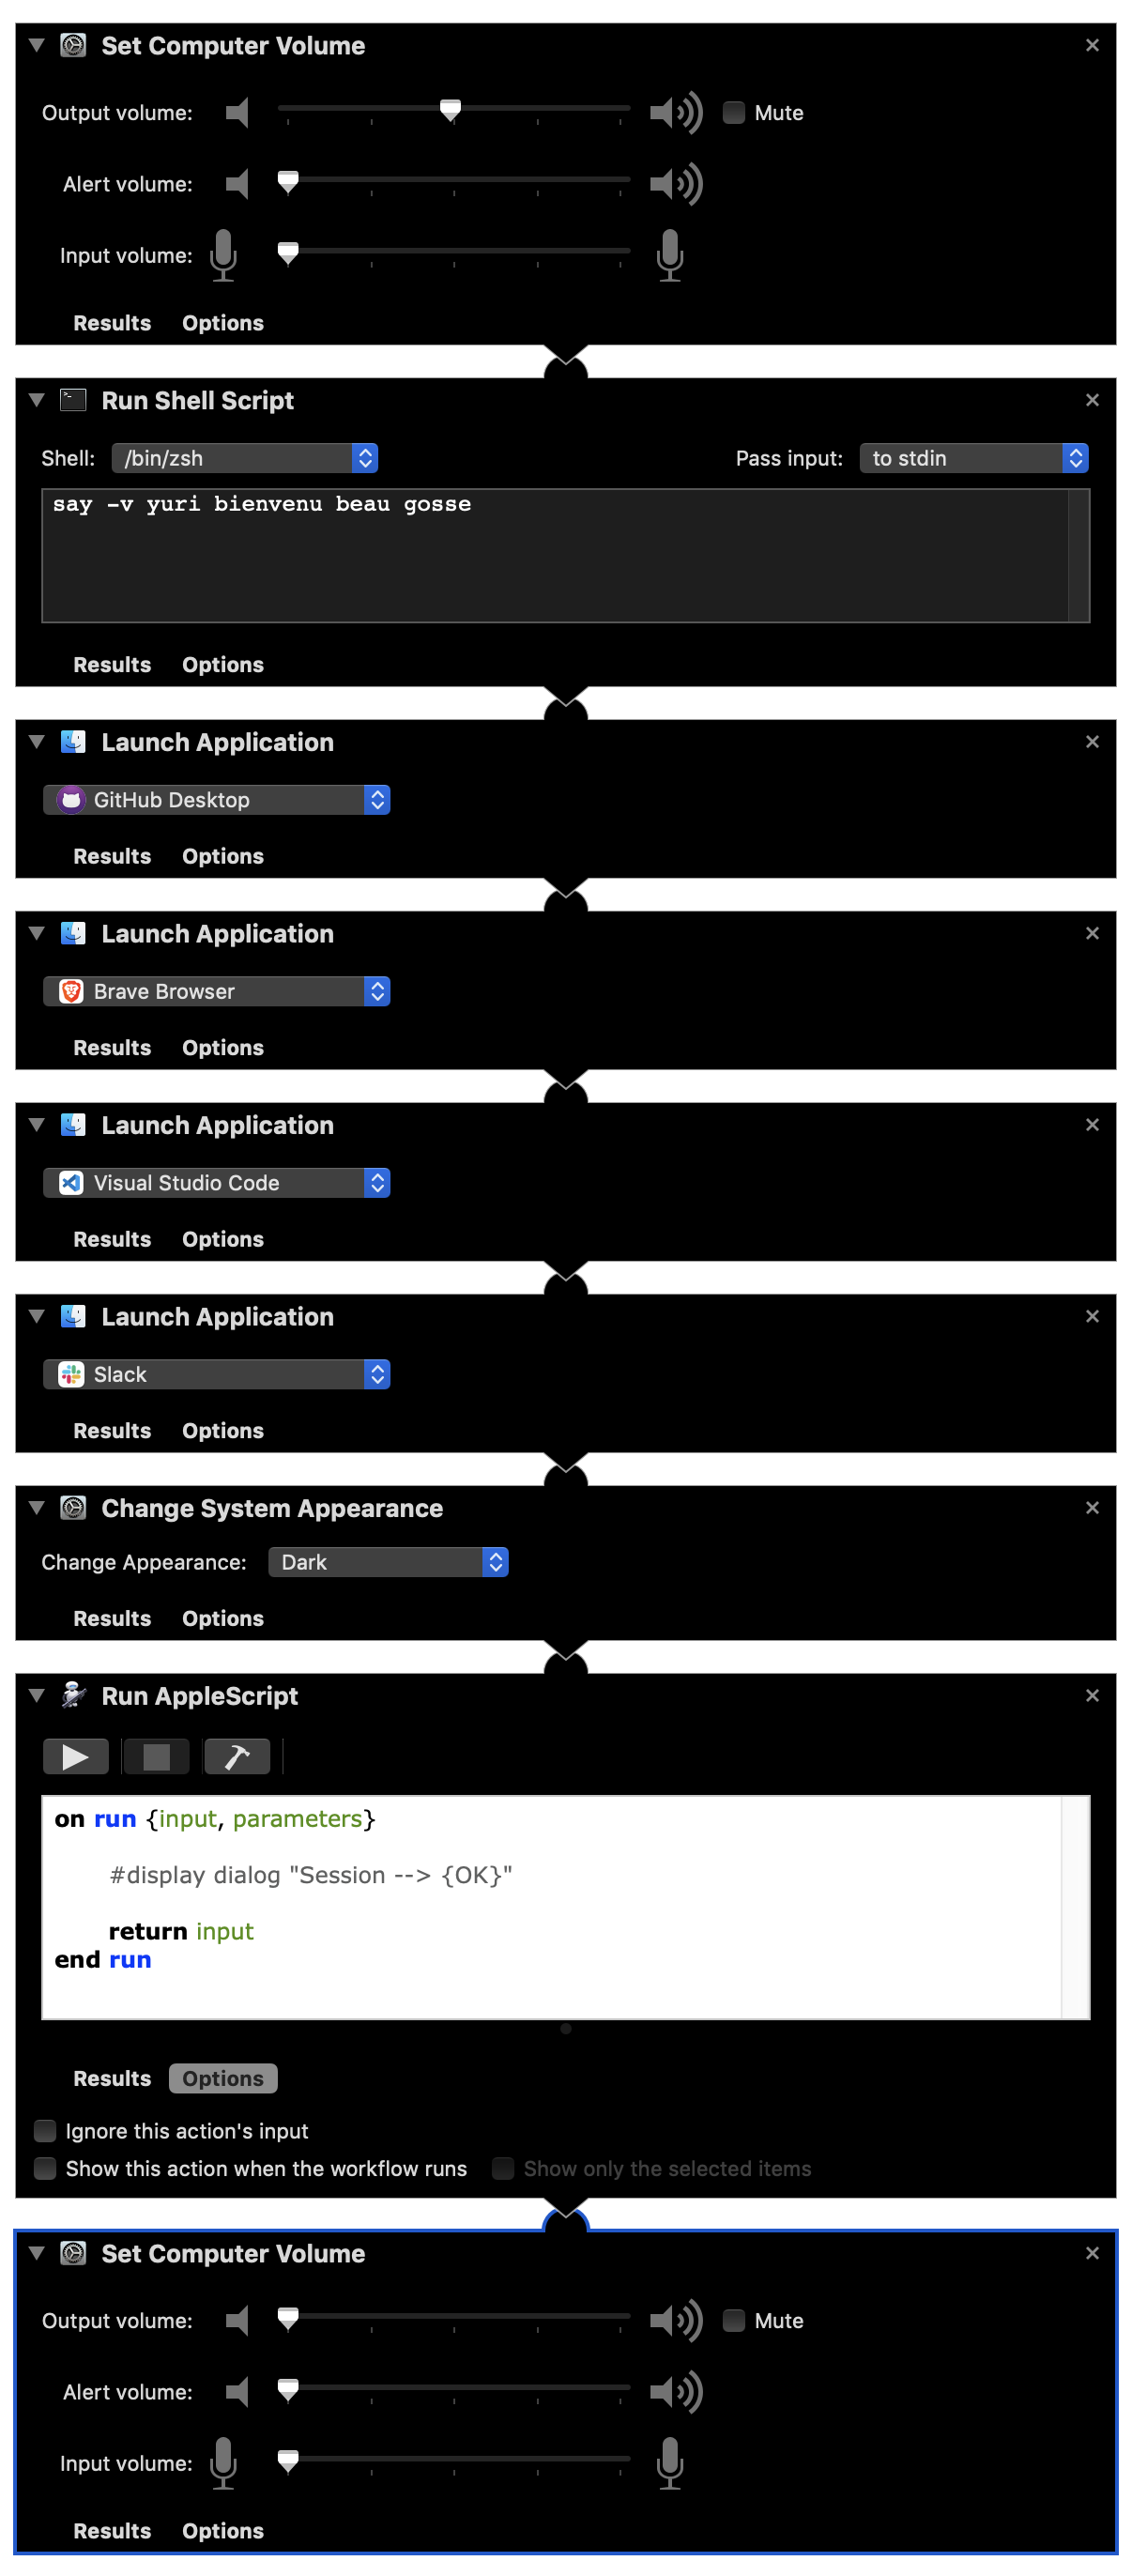 Set Computer Volume
Output volume: Mute
Alert volume:
Input volume:
Results Options
Run Shell Script
Shell: /bin/zsh Pass input: to stdin
say -v yuri bienvenu beau gosse
Results Options
Launch Application
GitHub Desktop
Results Options
Launch Application
Brave Browser
Results Options
Launch Application
Visual Studio Code
Results Options
Launch Application
Slack
Results Options
Change System Appearance
Change Appearance: Dark
Results Options
Run AppleScript
on run {input, parameters}
#display dialog "Session --> {OK}"
return input
end run
Results Options
Ignore this action's input
Show this action when the workflow runs Show only the selected items
Set Computer Volume
Output volume: Mute
Alert volume:
Input volume:
Results Options